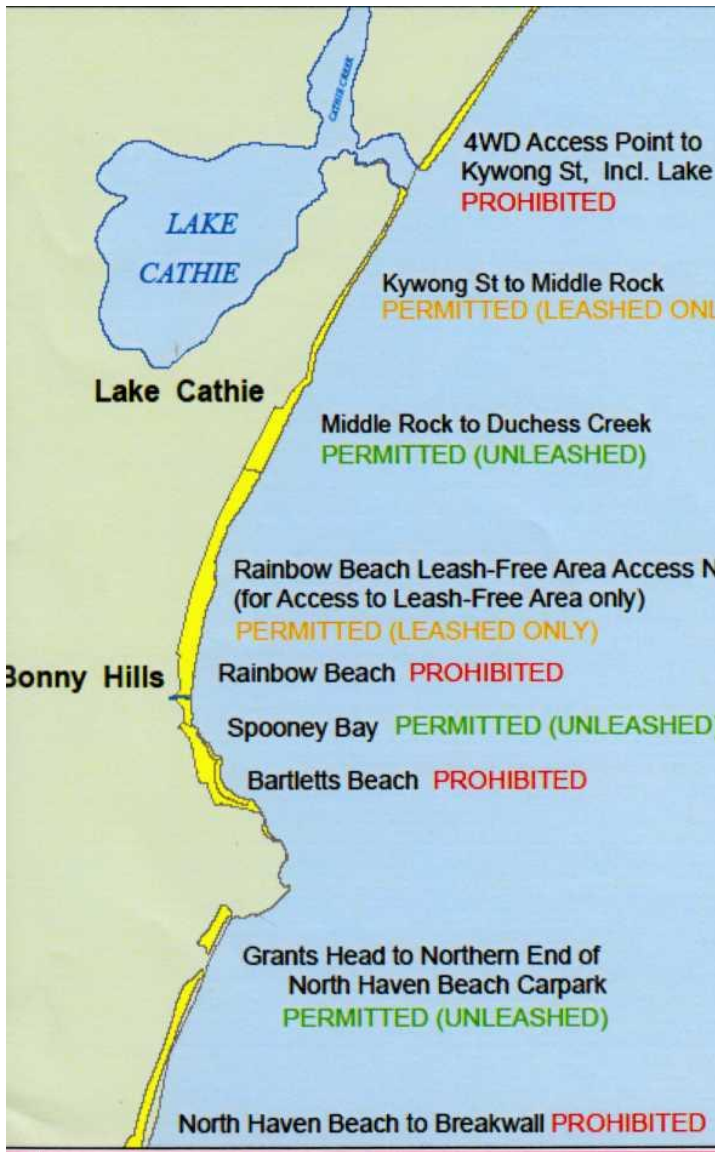 CATHIE CREEK
4WD Access Point to
Kywong St, Incl. Lake
PROHIBITED
LAKE
CATHIE
Kywong St to Middle Rock
PERMITTED (LEASHED ONL
Lake Cathie
Middle Rock to Duchess Creek
PERMITTED (UNLEASHED)
Rainbow Beach Leash-Free Area Access N
(for Access to Leash-Free Area only)
PERMITTED (LEASHED ONLY)
Bonny Hills
Rainbow Beach PROHIBITED
Spooney Bay PERMITTED (UNLEASHED)
Bartletts Beach PROHIBITED
Grants Head to Northern End of
North Haven Beach Carpark
PERMITTED (UNLEASHED)
North Haven Beach to Breakwall PROHIBITED